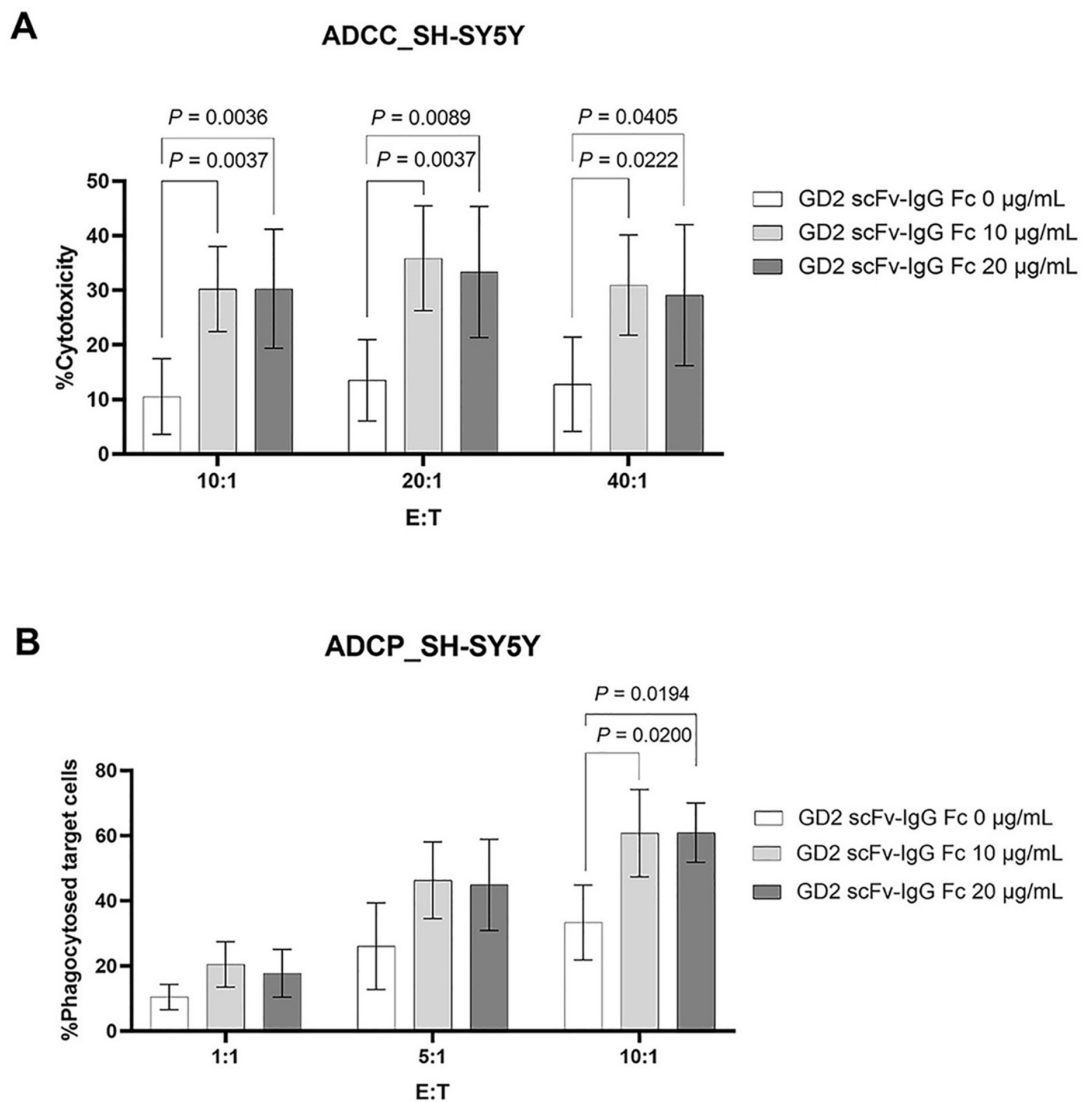 A
ADCC_SH-SY5Y
P = 0.0036
P = 0.0037
P = 0.0089
P = 0.0037
P = 0.0405
P = 0.0222
%Cytotoxicity
50
40
30
20
10
0
10:1
20:1
40:1
E:T
GD2 scFv-IgG Fc 0 µg/mL
GD2 scFv-IgG Fc 10 µg/mL
GD2 scFv-IgG Fc 20 µg/mL
B
ADCP_SH-SY5Y
P = 0.0194
P = 0.0200
%Phagocytosed target cells
80
60
40
20
0
1:1
5:1
10:1
E:T
GD2 scFv-IgG Fc 0 µg/mL
GD2 scFv-IgG Fc 10 µg/mL
GD2 scFv-IgG Fc 20 µg/mL